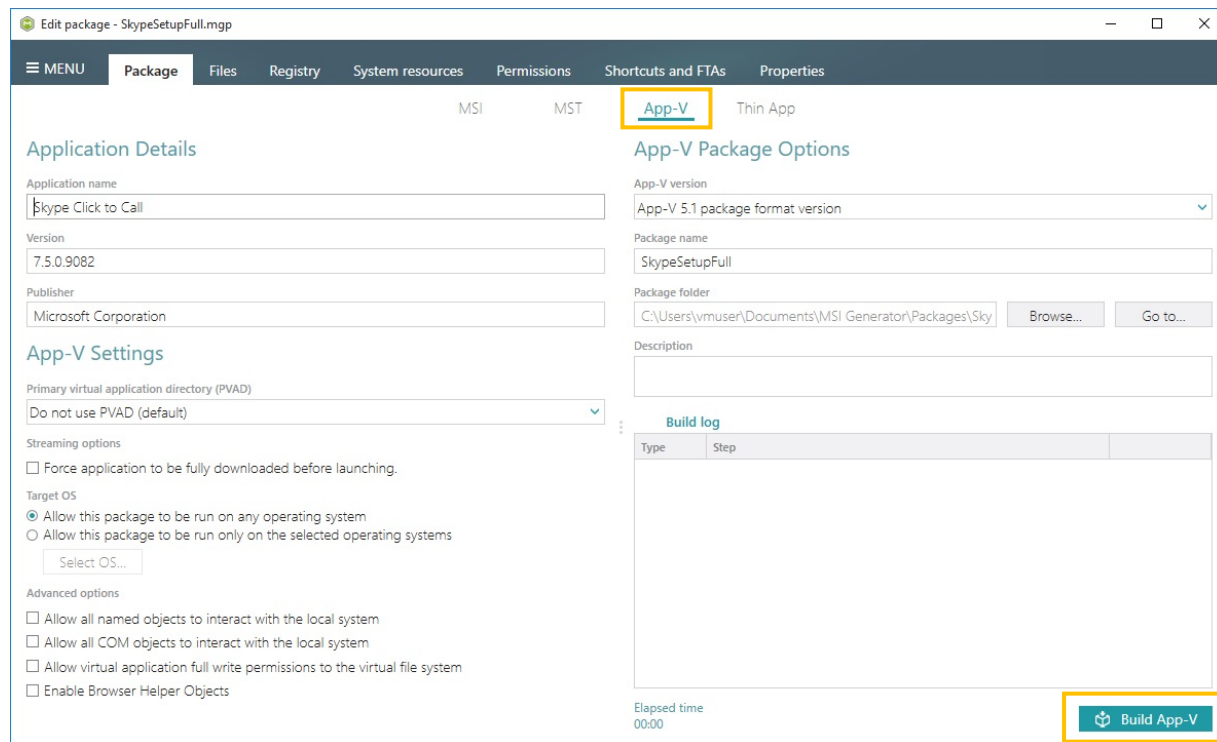 Edit package - SkypeSetupFull.mgp
MENU Package Files Registry System resources Permissions Shortcuts and FTAs Properties
MSI MST App-V Thin App
Application Details
Application name
Skype Click to Call
Version
7.5.0.9082
Publisher
Microsoft Corporation
App-V Settings
Primary virtual application directory (PVAD)
Do not use PVAD (default)
Streaming options
Force application to be fully downloaded before launching.
Target OS
Allow this package to be run on any operating system
Allow this package to be run only on the selected operating systems
Select OS...
Advanced options
Allow all named objects to interact with the local system
Allow all COM objects to interact with the local system
Allow virtual application full write permissions to the virtual file system
Enable Browser Helper Objects
App-V Package Options
App-V version
App-V 5.1 package format version
Package name
SkypeSetupFull
Package folder
C:\Users\vmuser\Documents\MSI Generator\Packages\Sky Browse... Go to...
Description
Build log
Type Step
Elapsed time
00:00
Build App-V